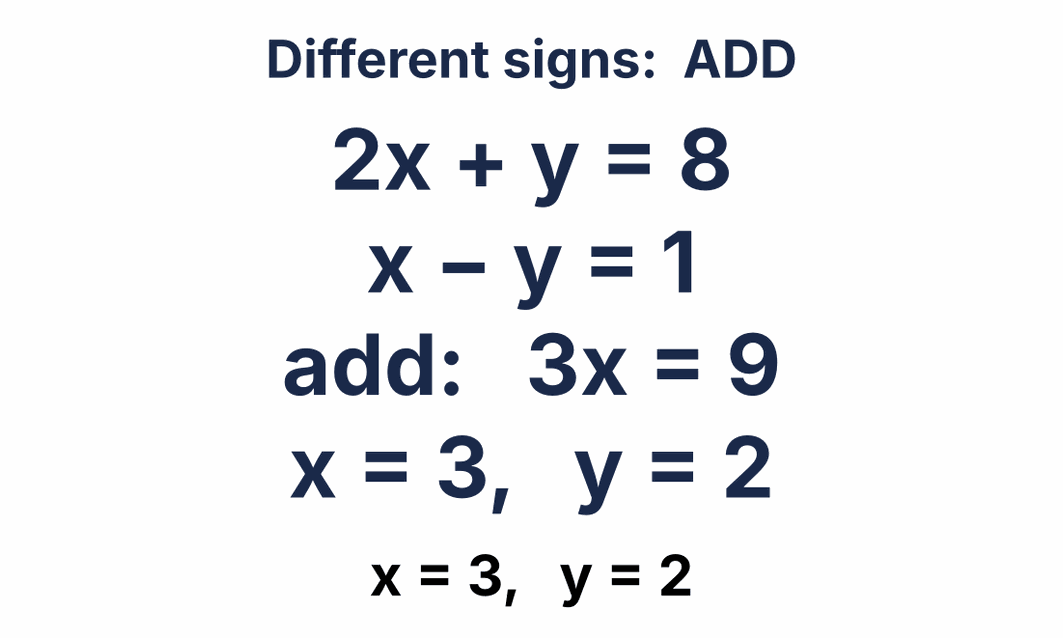 Different signs: ADD
2x + y = 8
x − y = 1
add: 3x = 9
x = 3, y = 2
x = 3, y = 2